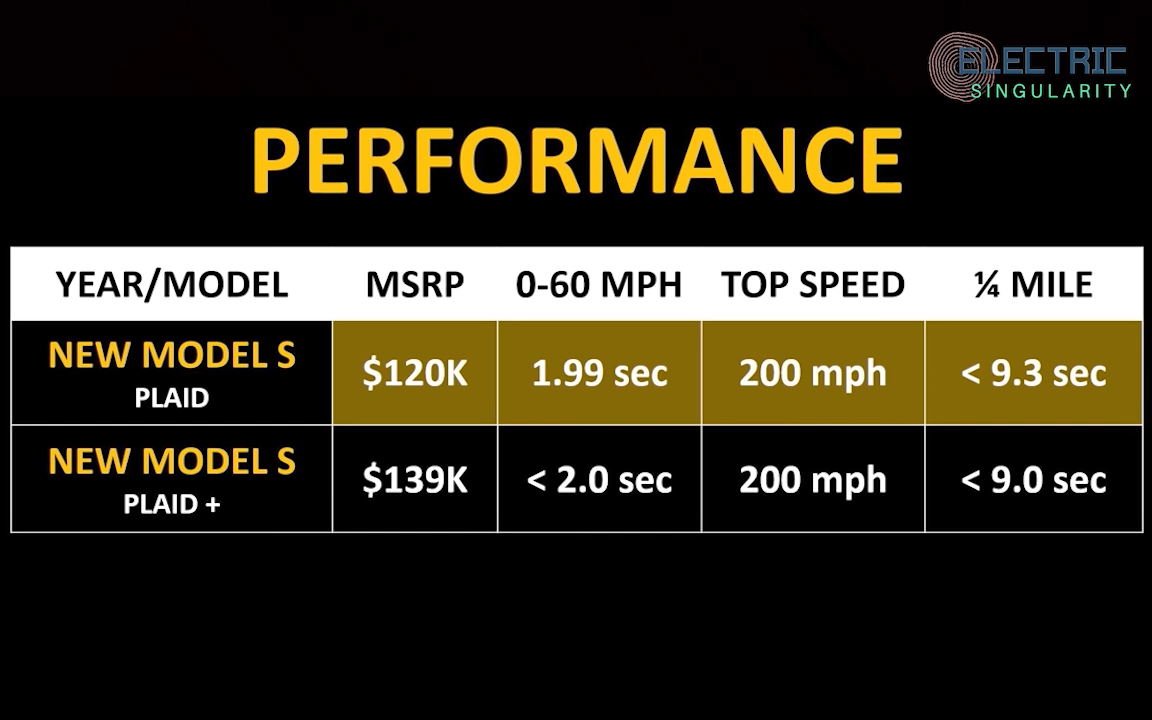 ELECTRIC
SINGULARITY
PERFORMANCE
YEAR/MODEL MSRP 0-60 MPH TOP SPEED ¼ MILE
NEW MODEL S
PLAID
$120K 1.99 sec 200 mph < 9.3 sec
NEW MODEL S
PLAID +
$139K < 2.0 sec 200 mph < 9.0 sec